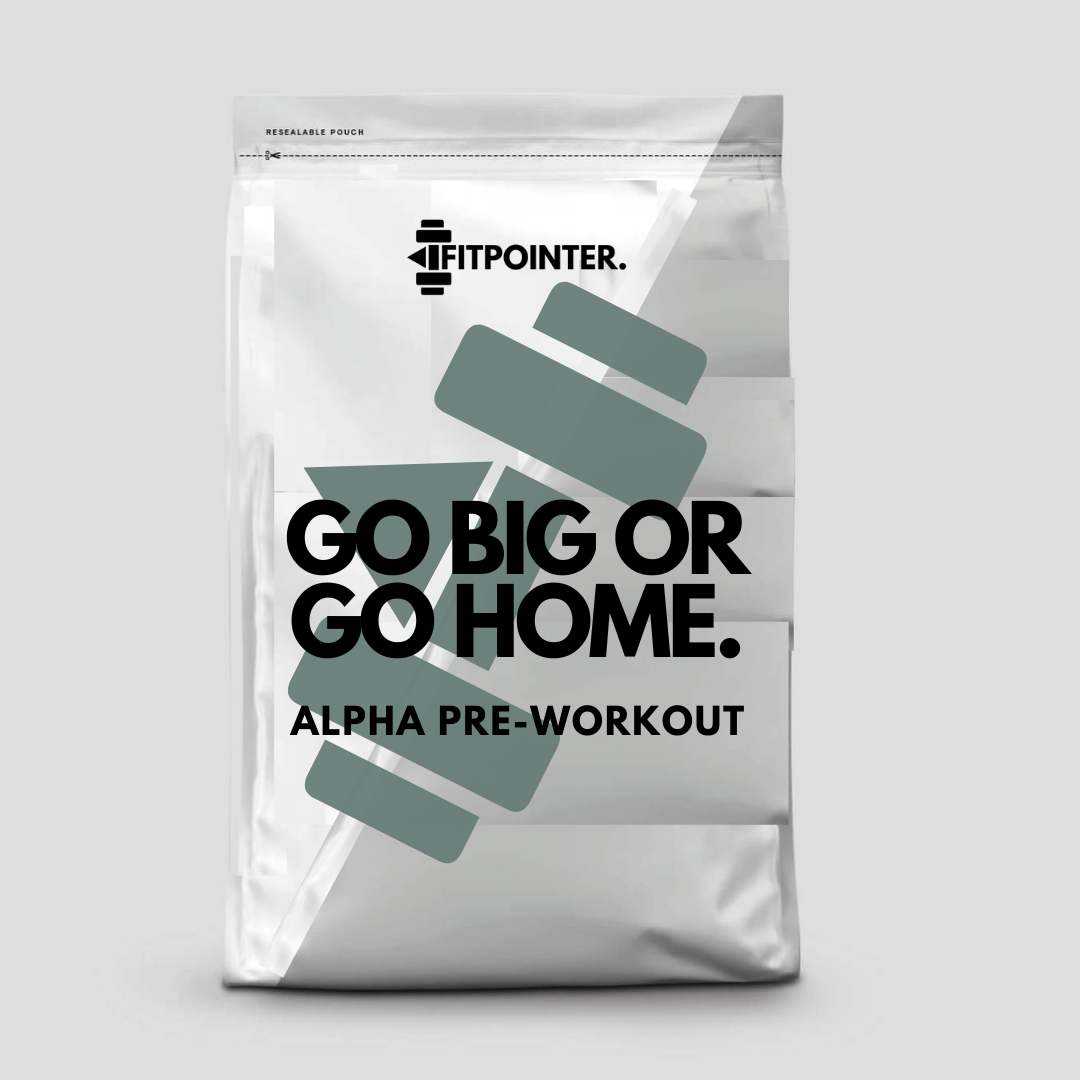 RESEALABLE POUCH
FITPOINTER.
GO BIG OR
GO HOME.
ALPHA PRE-WORKOUT